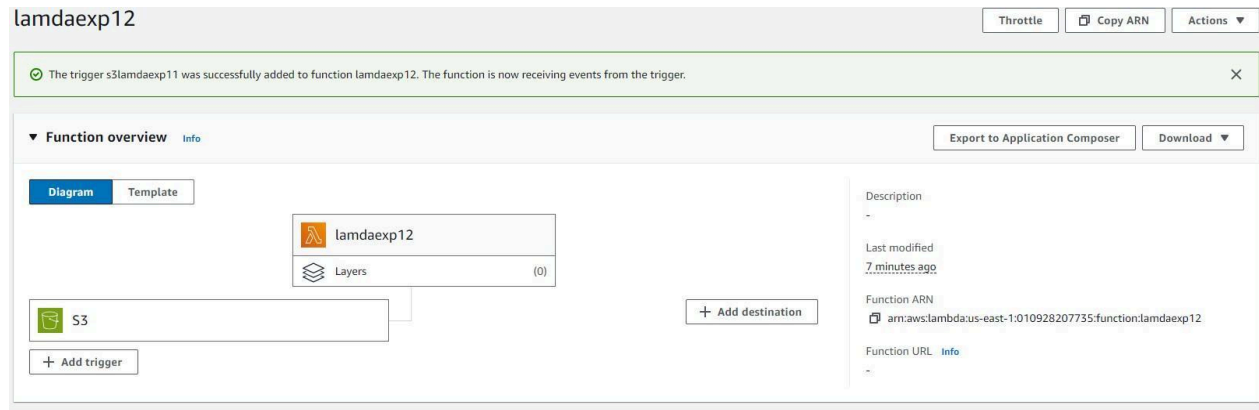 lamdaexp12
Throttle
Copy ARN
Actions
The trigger s3lamdaexp11 was successfully added to function lamdaexp12. The function is now receiving events from the trigger.
Function overview Info
Export to Application Composer
Download
Diagram
Template
lamdaexp12
Layers
(0)
S3
+ Add trigger
+ Add destination
Description
-
Last modified
7 minutes ago
Function ARN
arn:aws:lambda:us-east-1:010928207735:function:lamdaexp12
Function URL Info
-